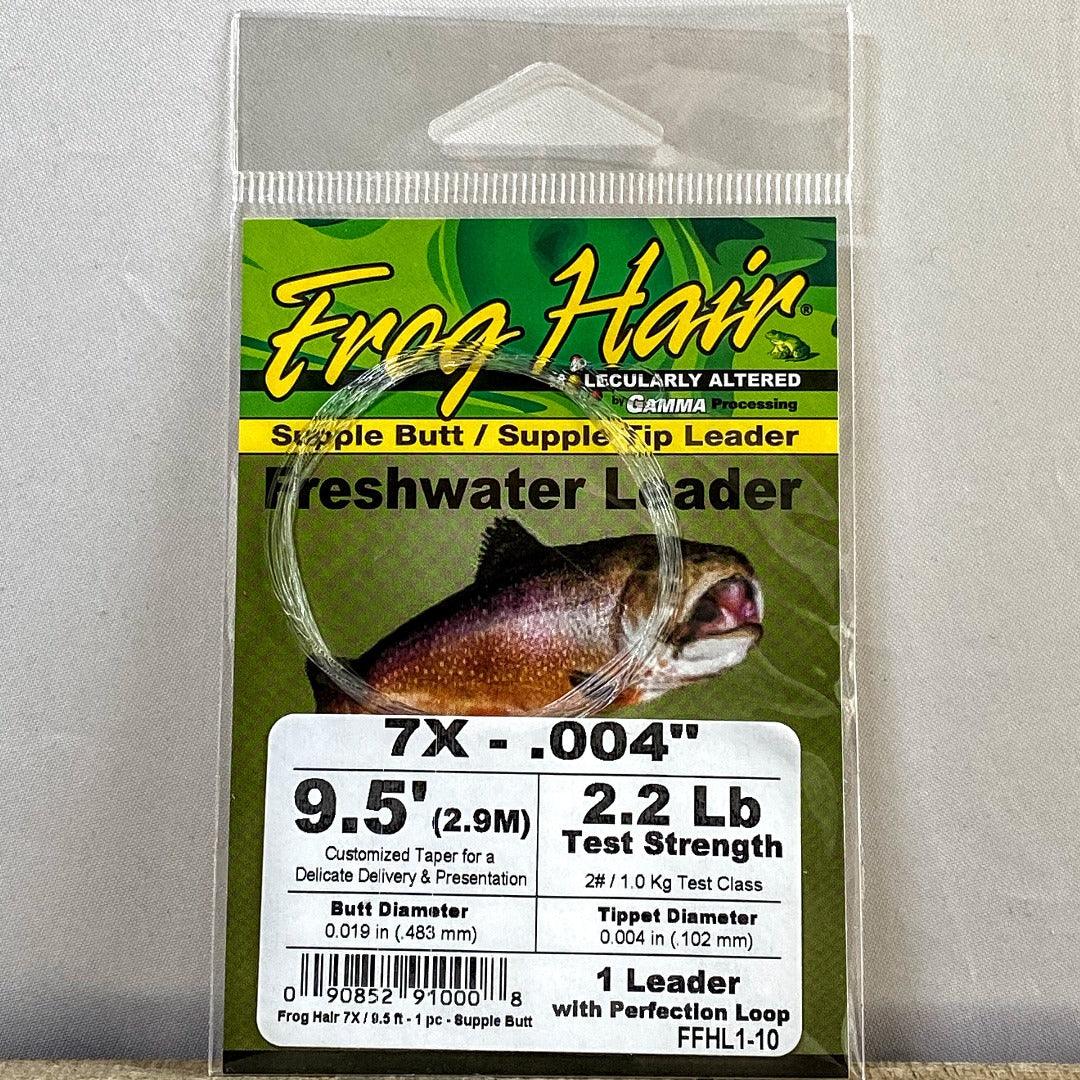 Frog Hair®
LECULARLY ALTERED
by GAMMA Processing
Supple Butt / Supple Tip Leader
Freshwater Leader
7X - .004"
9.5' (2.9M)
Customized Taper for a
Delicate Delivery & Presentation
2.2 Lb
Test Strength
2# / 1.0 Kg Test Class
Butt Diameter
0.019 in (.483 mm)
Tippet Diameter
0.004 in (.102 mm)
0 90852 91000 8
Frog Hair 7X / 9.5 ft - 1 pc - Supple Butt
1 Leader
with Perfection Loop
FFHL1-10